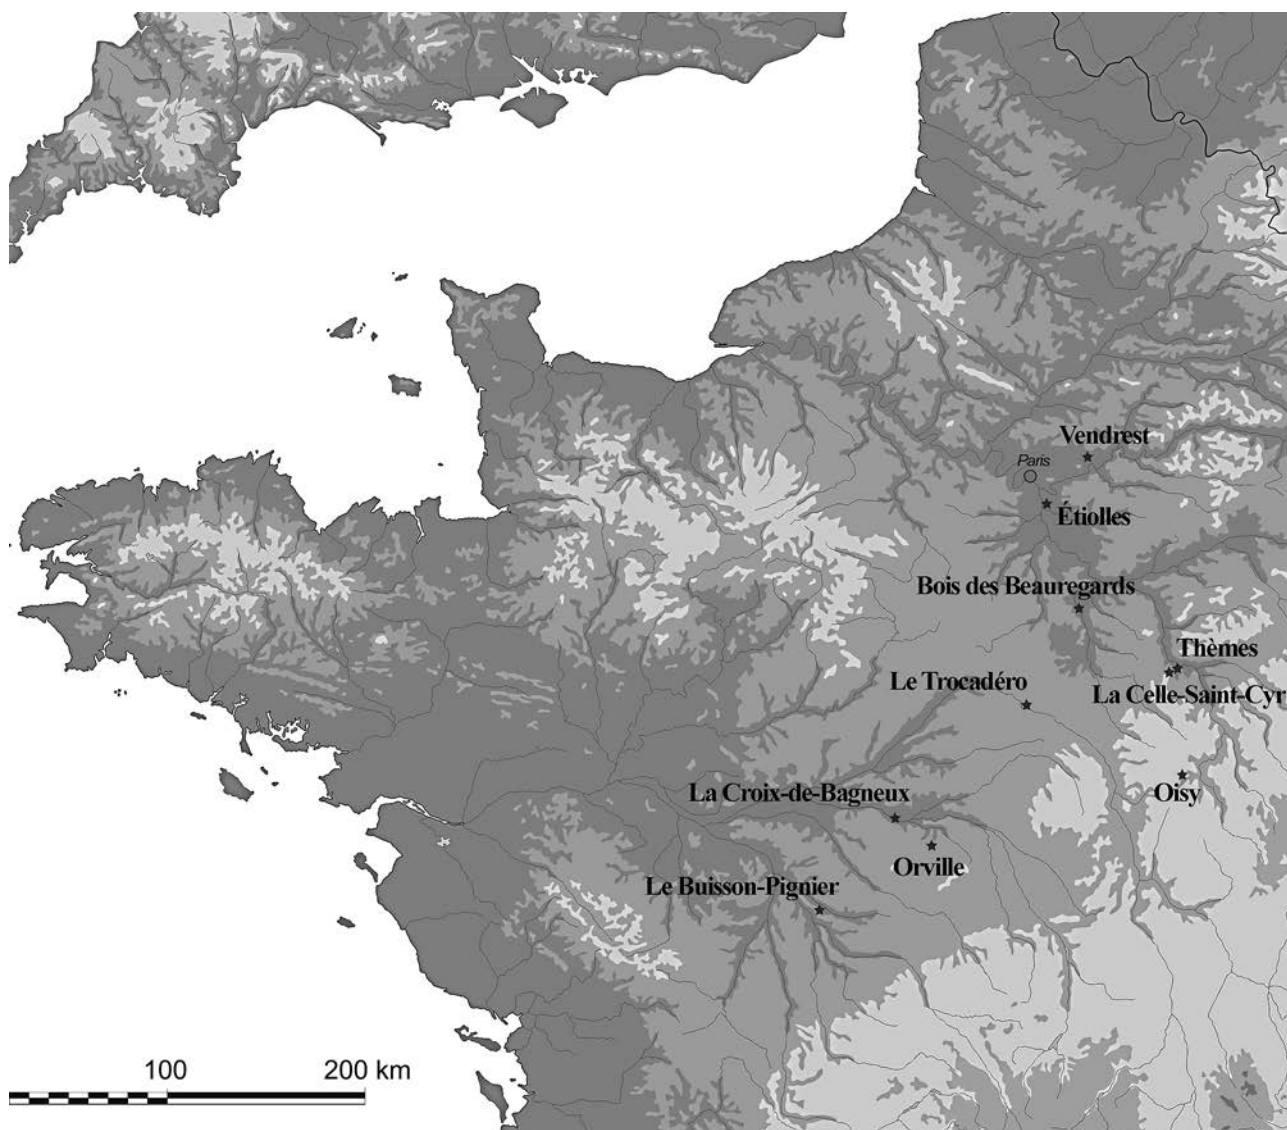 Vendrest
Paris
Étiolles
Bois des Beauregards
Thèmes
Le Trocadéro
La Celle-Saint-Cyr
La Croix-de-Bagneux
Oisy
Orville
Le Buisson-Pignier
100
200 km